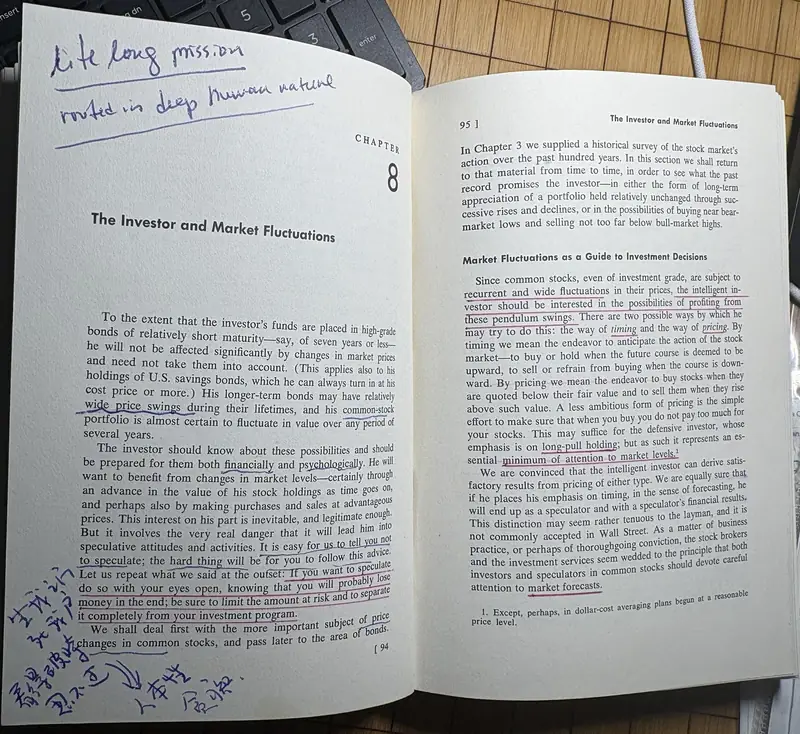 life long mission
rooted in deep human nature
CHAPTER
8
The Investor and Market Fluctuations
To the extent that the investor's funds are placed in high-grade
bonds of relatively short maturity—say, of seven years or less—
he will not be affected significantly by changes in market prices
and need not take them into account. (This applies also to his
holdings of U.S. savings bonds, which he can always turn in at his
cost price or more.) His longer-term bonds may have relatively
wide price swings during their lifetimes, and his common-stock
portfolio is almost certain to fluctuate in value over any period of
several years.
The investor should know about these possibilities and should
be prepared for them both financially and psychologically. He will
want to benefit from changes in market levels—certainly through
an advance in the value of his stock holdings as time goes on,
and perhaps also by making purchases and sales at advantageous
prices. This interest on his part is inevitable, and legitimate enough.
But it involves the very real danger that it will lead him into
speculative attitudes and activities. It is easy for us to tell you not
to speculate; the hard thing will be for you to follow this advice.
Let us repeat what we said at the outset: If you want to speculate
do so with your eyes open, knowing that you will probably lose
money in the end; be sure to limit the amount at risk and to separate
it completely from your investment program.
We shall deal first with the more important subject of price
changes in common stocks, and pass later to the area of bonds.
[ 94
人本性
95 ]
The Investor and Market Fluctuations
In Chapter 3 we supplied a historical survey of the stock market's
action over the past hundred years. In this section we shall return
to that material from time to time, in order to see what the past
record promises the investor—in either the form of long-term
appreciation of a portfolio held relatively unchanged through suc-
cessive rises and declines, or in the possibilities of buying near bear-
market lows and selling not too far below bull-market highs.
Market Fluctuations as a Guide to Investment Decisions
Since common stocks, even of investment grade, are subject to
recurrent and wide fluctuations in their prices, the intelligent in-
vestor should be interested in the possibilities of profiting from
these pendulum swings. There are two possible ways by which he
may try to do this: the way of timing and the way of pricing. By
timing we mean the endeavor to anticipate the action of the stock
market—to buy or hold when the future course is deemed to be
upward, to sell or refrain from buying when the course is down-
ward. By pricing we mean the endeavor to buy stocks when they
are quoted below their fair value and to sell them when they rise
above such value. A less ambitious form of pricing is the simple
effort to make sure that when you buy you do not pay too much for
your stocks. This may suffice for the defensive investor, whose
emphasis is on long-pull holding; but as such it represents an es-
sential minimum of attention to market levels.¹
We are convinced that the intelligent investor can derive satis-
factory results from pricing of either type. We are equally sure that
if he places his emphasis on timing, in the sense of forecasting, he
will end up as a speculator and with a speculator's financial results.
This distinction may seem rather tenuous to the layman, and it is
not commonly accepted in Wall Street. As a matter of business
practice, or perhaps of thoroughgoing conviction, the stock brokers
and the investment services seem wedded to the principle that both
investors and speculators in common stocks should devote careful
attention to market forecasts.
1. Except, perhaps, in dollar-cost averaging plans begun at a reasonable
price level.